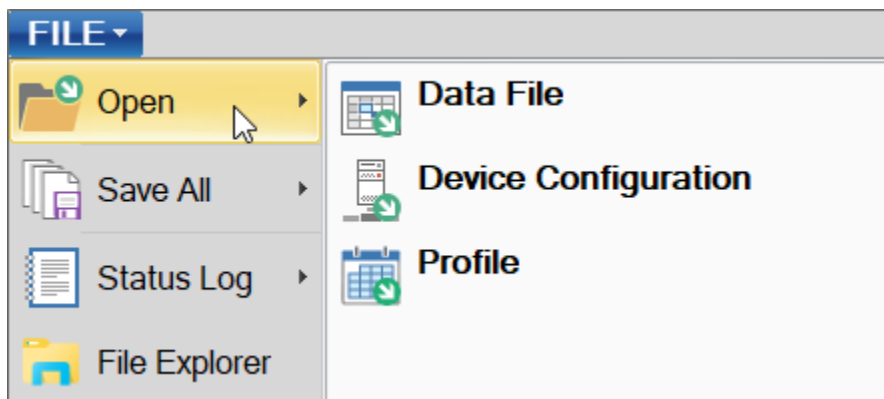 FILE
Open
Save All
Status Log
File Explorer
Data File
Device Configuration
Profile